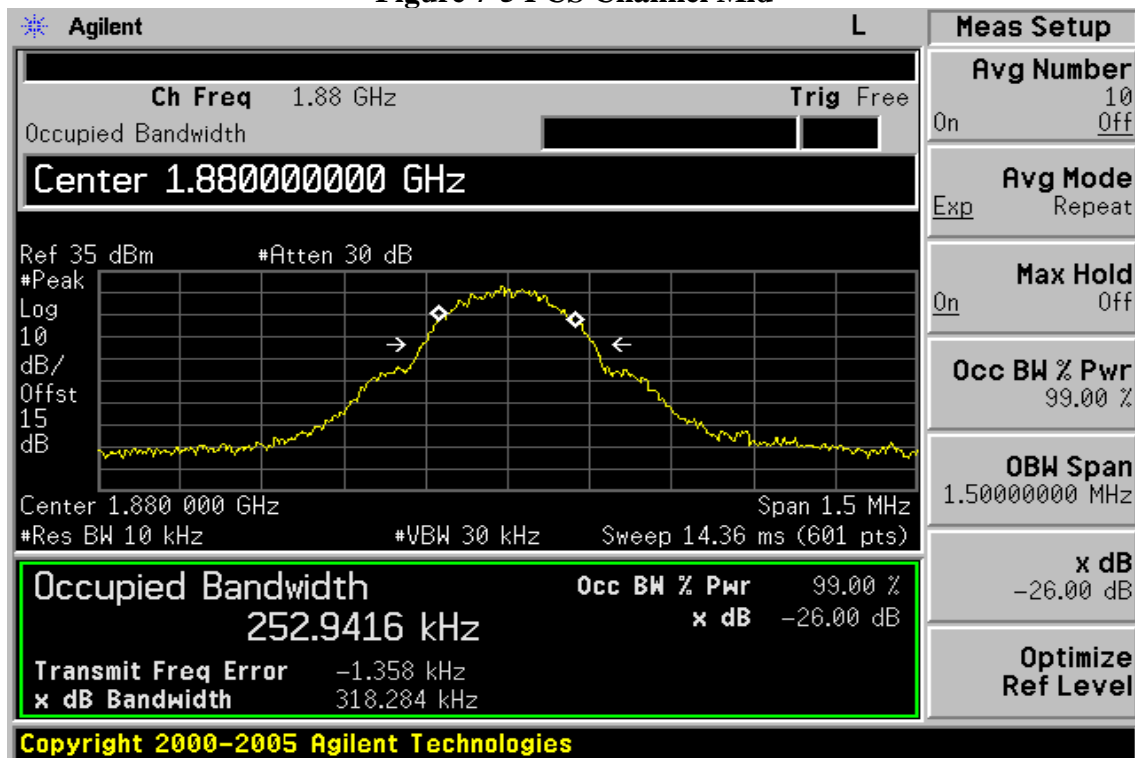 Agilent
L
Meas Setup
Ch Freq 1.88 GHz
Trig Free
Occupied Bandwidth
Center 1.880000000 GHz
Ref 35 dBm
#Atten 30 dB
#Peak
Log
10
dB/
Offst
15
dB
Center 1.880 000 GHz
Span 1.5 MHz
#Res BW 10 kHz
#VBW 30 kHz
Sweep 14.36 ms (601 pts)
Occupied Bandwidth
252.9416 kHz
Occ BW % Pwr 99.00 %
x dB -26.00 dB
Transmit Freq Error -1.358 kHz
x dB Bandwidth 318.284 kHz
Avg Number
10
On Off
Avg Mode
Exp Repeat
Max Hold
On Off
Occ BW % Pwr
99.00 %
OBW Span
1.50000000 MHz
x dB
-26.00 dB
Optimize
Ref Level
Copyright 2000-2005 Agilent Technologies